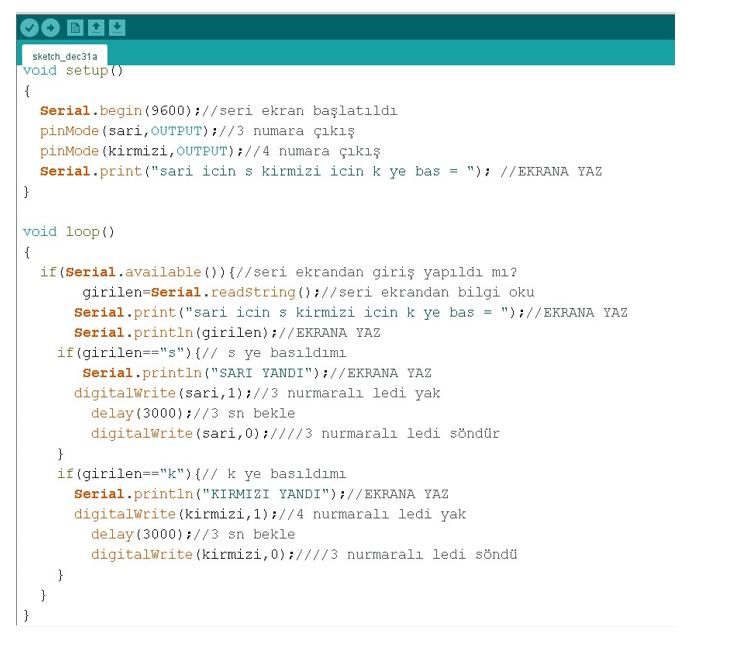 sketch_dec31a
void setup()
{
Serial.begin(9600);//seri ekran başlatıldı
pinMode(sari,OUTPUT);//3 numara çıkış
pinMode(kirmizi,OUTPUT);//4 numara çıkış
Serial.print("sari icin s kirmizi icin k ye bas = "); //EKRANA YAZ
}
void loop()
{
if(Serial.available()){//seri ekrandan giriş yapıldı mı?
girilen=Serial.readString();//seri ekrandan bilgi oku
Serial.print("sari icin s kirmizi icin k ye bas = ");//EKRANA YAZ
Serial.println(girilen);//EKRANA YAZ
if(girilen=="s"){// s ye basıldımı
Serial.println("SARI YANDI");//EKRANA YAZ
digitalWrite(sari,1);//3 nurmaralı ledi yak
delay(3000);//3 sn bekle
digitalWrite(sari,0);////3 nurmaralı ledi söndür
}
if(girilen=="k"){// k ye basıldımı
Serial.println("KIRMIZI YANDI");//EKRANA YAZ
digitalWrite(kirmizi,1);//4 nurmaralı ledi yak
delay(3000);//3 sn bekle
digitalWrite(kirmizi,0);////3 nurmaralı ledi söndü
}
}
}